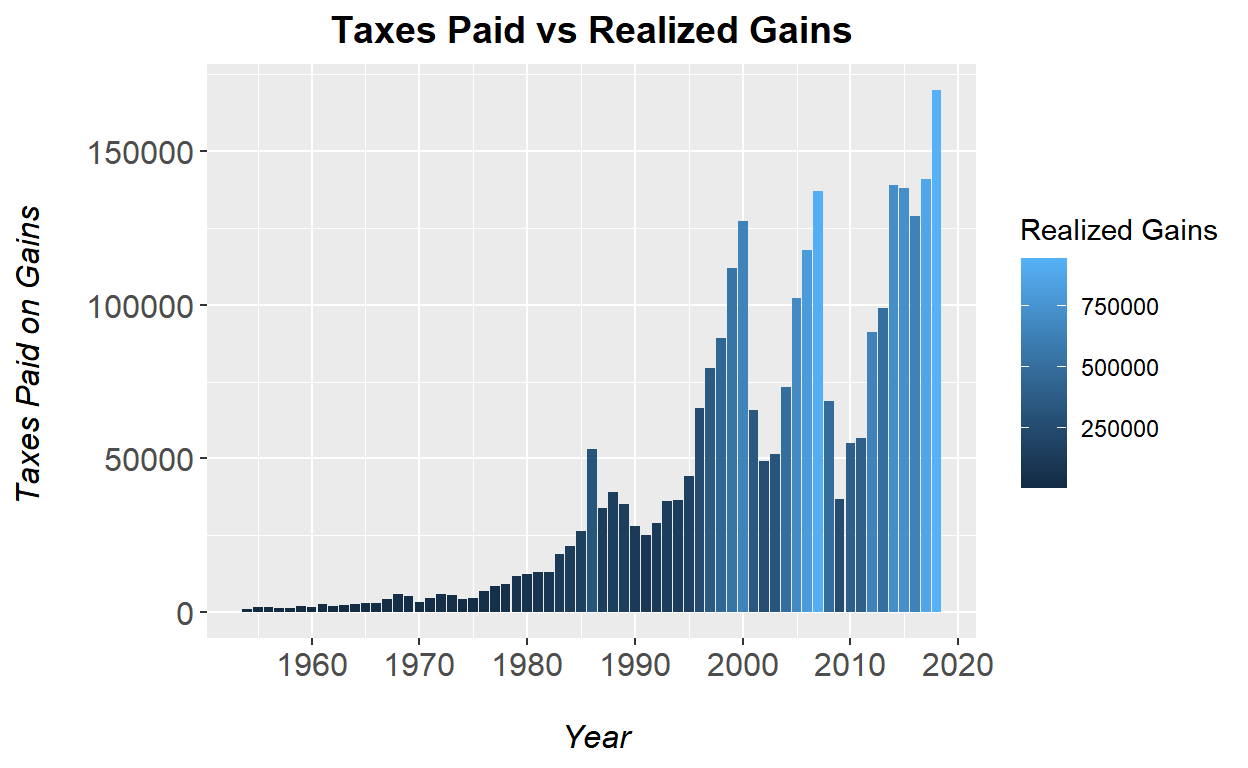 Taxes Paid vs Realized Gains
Taxes Paid on Gains
150000
100000
50000
0
1960 1970 1980 1990 2000 2010 2020
Year
Realized Gains
750000
500000
250000